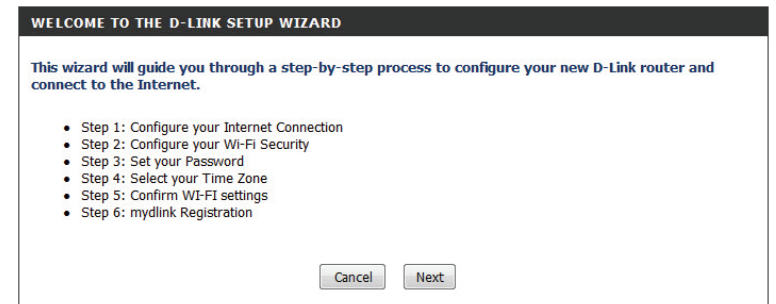 WELCOME TO THE D-LINK SETUP WIZARD
This wizard will guide you through a step-by-step process to configure your new D-Link router and
connect to the Internet.
• Step 1: Configure your Internet Connection
• Step 2: Configure your Wi-Fi Security
• Step 3: Set your Password
• Step 4: Select your Time Zone
• Step 5: Confirm WI-FI settings
• Step 6: mydlink Registration
Cancel Next